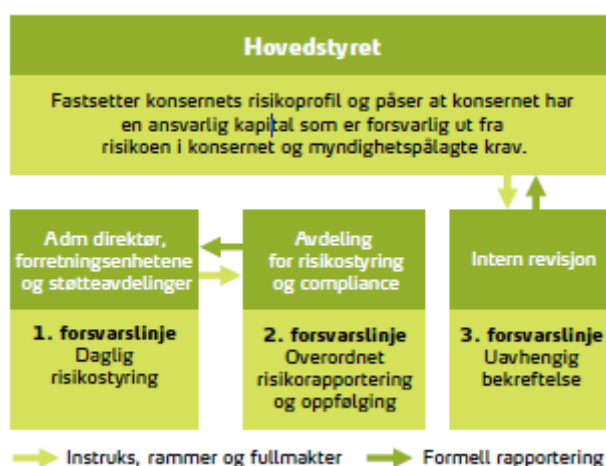 Hovedstyret
Fastsetter konsernets risikoprofil og påser at konsernet har
en ansvarlig kapital som er forsvarlig ut fra
risikoen i konsernet og myndighetspålagte krav.
Adm direktør,
forretningsenhetene
og støtteavdelinger
1. forsvarslinje
Daglig
risikostyring
Avdeling
for risikostyring
og compliance
2. forsvarslinje
Overordnet
risikorapportering
og oppfølging
Intern revisjon
3. forsvarslinje
Uavhengig
bekreftelse
Instruks, rammer og fullmakter
Formell rapportering